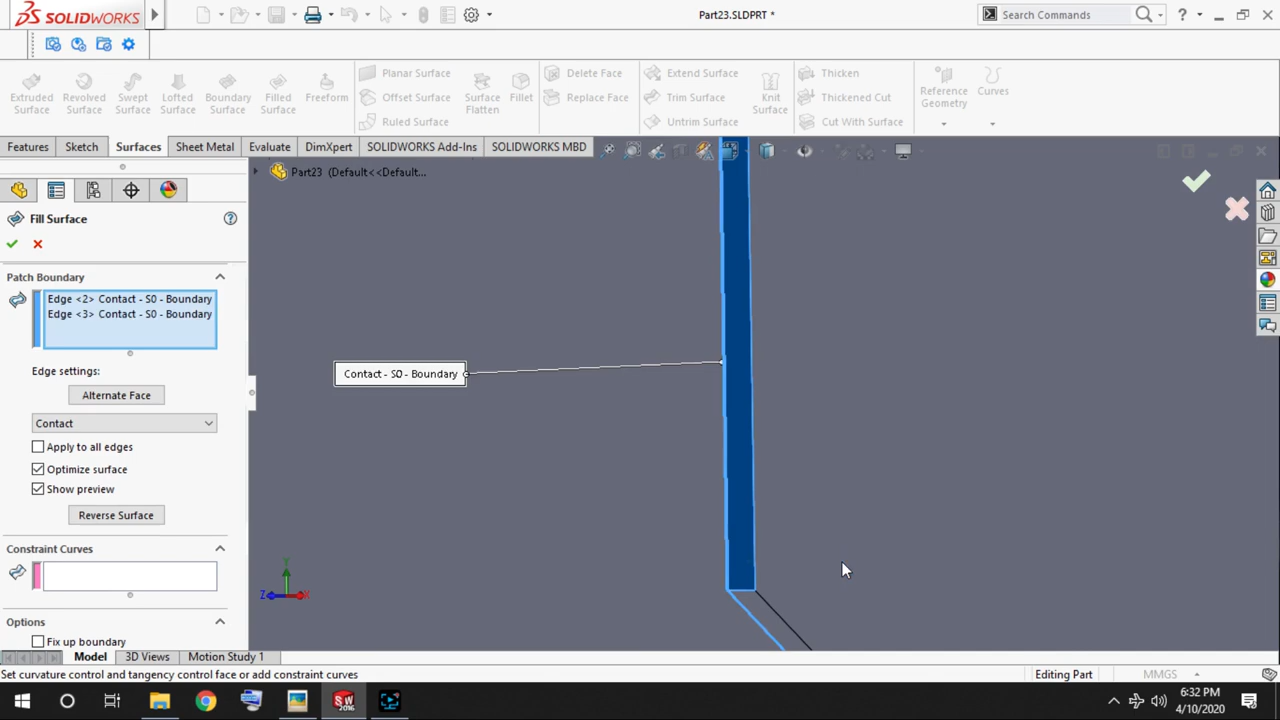 SOLIDWORKS
Part23.SLDPRT *
Search Commands
?
Extruded Surface
Revolved Surface
Swept Surface
Lofted Surface
Boundary Surface
Filled Surface
Freeform
Planar Surface
Offset Surface
Ruled Surface
Surface Flatten
Fillet
Delete Face
Replace Face
Extend Surface
Trim Surface
Untrim Surface
Knit Surface
Thicken
Thickened Cut
Cut With Surface
Reference Geometry
Curves
Features
Sketch
Surfaces
Sheet Metal
Evaluate
DimXpert
SOLIDWORKS Add-Ins
SOLIDWORKS MBD
Part23 (Default<<Default...
Fill Surface
?
Patch Boundary
Edge <2> Contact - S0 - Boundary
Edge <3> Contact - S0 - Boundary
Edge settings:
Alternate Face
Contact
Apply to all edges
Optimize surface
Show preview
Reverse Surface
Constraint Curves
Options
Fix up boundary
Contact - S0 - Boundary
Y
Z
X
Model
3D Views
Motion Study 1
Set curvature control and tangency control face or add constraint curves
Editing Part
MMGS
SW
2016
6:32 PM
4/10/2020